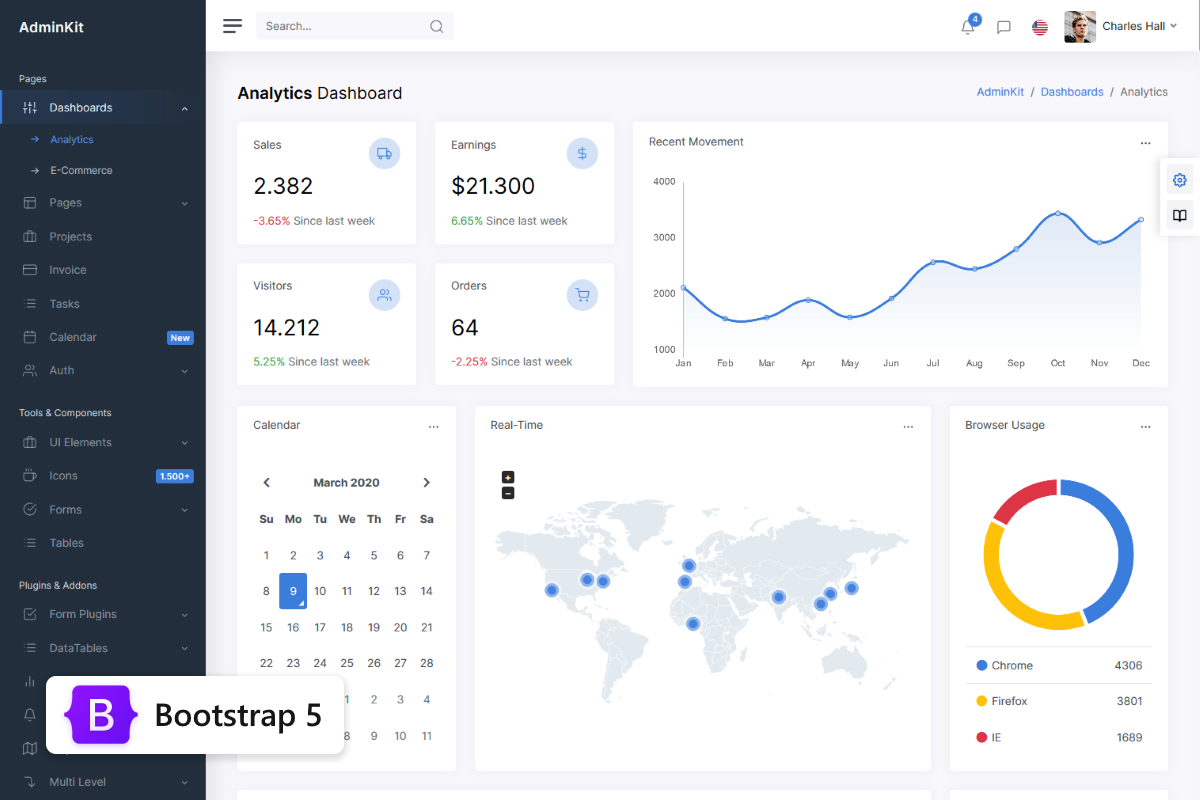 AdminKit
Pages
Dashboards
Analytics
E-Commerce
Pages
Projects
Invoice
Tasks
Calendar New
Auth
Tools & Components
UI Elements
Icons 1.500+
Forms
Tables
Plugins & Addons
Form Plugins
DataTables
Multi Level
B Bootstrap 5
Search...
4
Charles Hall
Analytics Dashboard
AdminKit / Dashboards / Analytics
Sales
2.382
-3.65% Since last week
Earnings
$
$21.300
6.65% Since last week
Visitors
14.212
5.25% Since last week
Orders
64
-2.25% Since last week
Recent Movement
...
4000
3000
2000
1000
Jan Feb Mar Apr May Jun Jul Aug Sep Oct Nov Dec
Calendar
...
< March 2020 >
Su Mo Tu We Th Fr Sa
1 2 3 4 5 6 7
8 9 10 11 12 13 14
15 16 17 18 19 20 21
22 23 24 25 26 27 28
1 2 3 4
8 9 10 11
Real-Time
...
+
−
Browser Usage
...
Chrome 4306
Firefox 3801
IE 1689